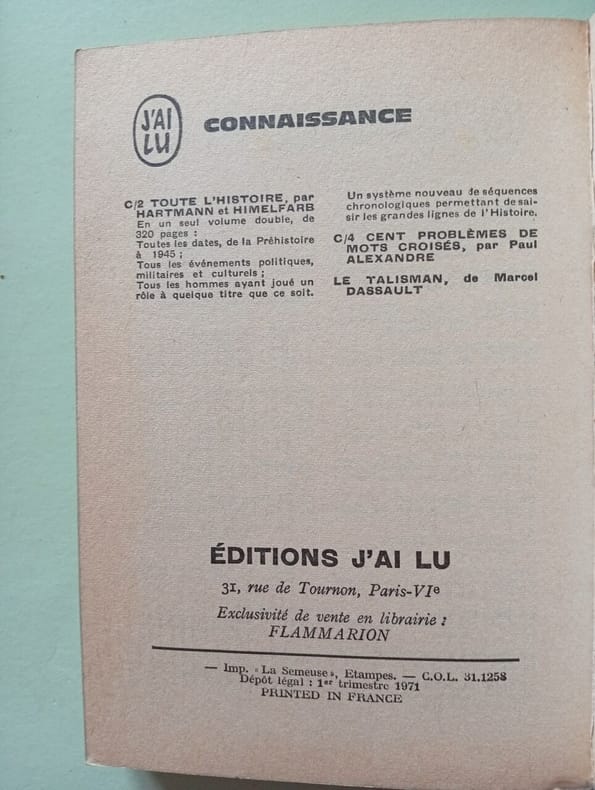 J'AI
LU
CONNAISSANCE
C/2 TOUTE L'HISTOIRE, par
HARTMANN et HIMELFARB
En un seul volume double, de
320 pages :
Toutes les dates, de la Préhistoire
à 1945 ;
Tous les événements politiques,
militaires et culturels ;
Tous les hommes ayant joué un
rôle à quelque titre que ce soit.
Un système nouveau de séquences
chronologiques permettant de sai-
sir les grandes lignes de l'Histoire.
C/4 CENT PROBLÈMES DE
MOTS CROISÉS, par Paul
ALEXANDRE
LE TALISMAN, de Marcel
DASSAULT
ÉDITIONS J'AI LU
31, rue de Tournon, Paris-VIe
Exclusivité de vente en librairie :
FLAMMARION
— Imp. « La Semeuse », Etampes. — C.O.L. 31.1258
Dépôt légal : 1er trimestre 1971
PRINTED IN FRANCE